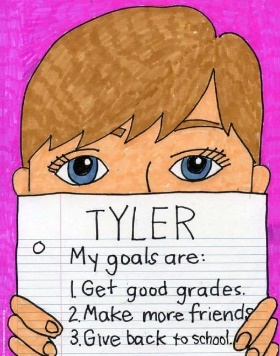 TYLER
My goals are:
1. Get good grades.
2. Make more friends
3. Give back to school.